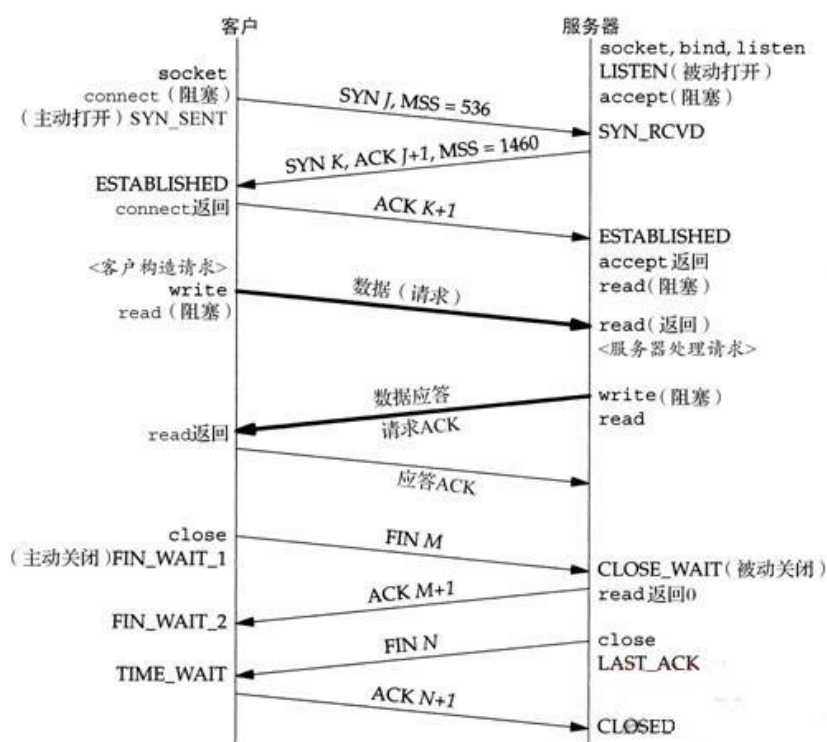 客户
服务器
socket, bind, listen
LISTEN(被动打开)
accept(阻塞)
socket
connect(阻塞)
(主动打开)SYN_SENT
SYN J, MSS = 536
SYN_RCVD
SYN K, ACK J+1, MSS = 1460
ESTABLISHED
connect返回
ACK K+1
ESTABLISHED
accept返回
read(阻塞)
<客户构造请求>
write
read(阻塞)
数据(请求)
read(返回)
<服务器处理请求>
write(阻塞)
read
数据应答
请求ACK
read返回
应答ACK
close
(主动关闭)FIN_WAIT_1
FIN M
CLOSE_WAIT(被动关闭)
read返回0
ACK M+1
FIN_WAIT_2
close
LAST_ACK
FIN N
TIME_WAIT
ACK N+1
CLOSED